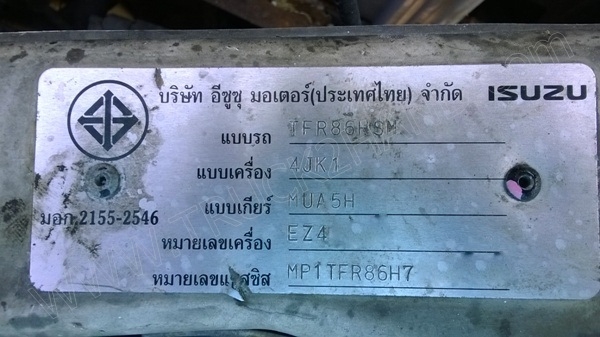 บริษัท อีซูซุ มอเตอร์(ประเทศไทย) จำกัด ISUZU
แบบรถ TFR86HSM
แบบเครื่อง 4JK1
แบบเกียร์ MUA5H
มอก.2155-2546
หมายเลขเครื่อง EZ4
หมายเลขแชสซิส MP1TFR86H7